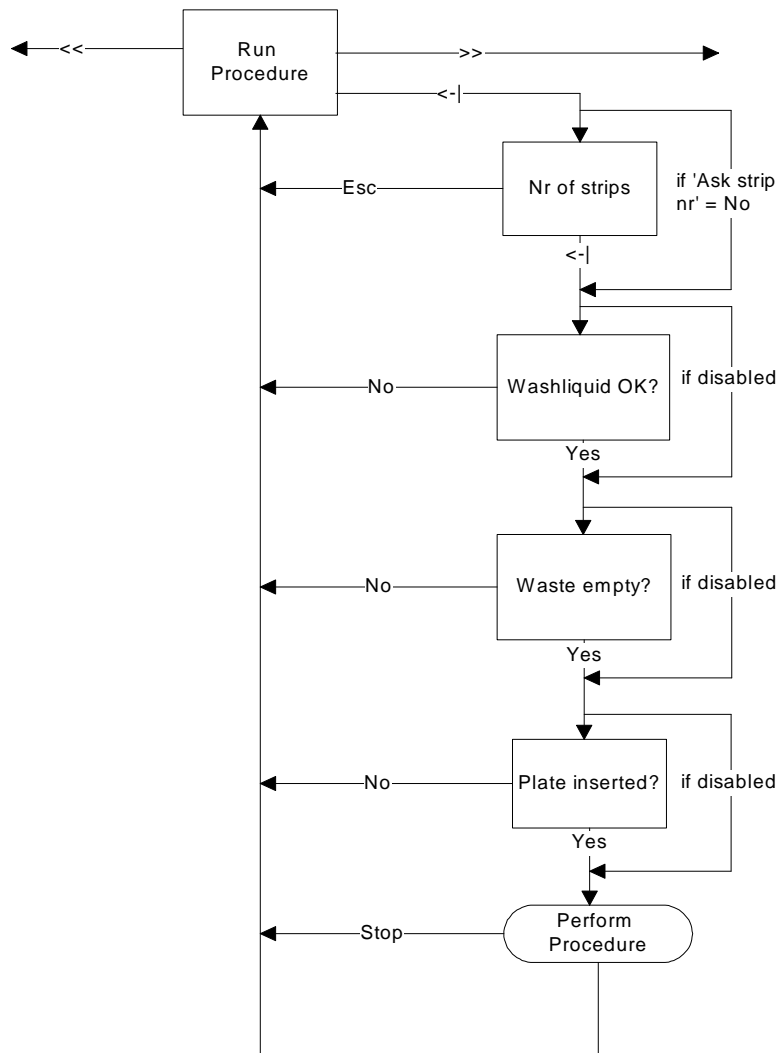 <<
Run
Procedure
>>
<-|
Nr of strips
if 'Ask strip
nr' = No
Esc
<-|
Washliquid OK?
if disabled
No
Yes
Waste empty?
if disabled
No
Yes
Plate inserted?
if disabled
No
Yes
Perform
Procedure
Stop